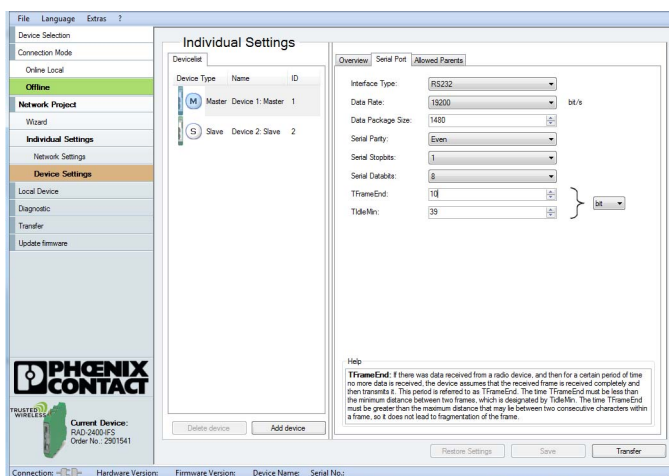 File Language Extras ?
Device Selection
Connection Mode
Online Local
Offline
Network Project
Wizard
Individual Settings
Network Settings
Device Settings
Local Device
Diagnostic
Transfer
Update firmware
PHŒNIX
CONTACT
TRUSTED
WIRELESS
Current Device:
RAD-2400-IFS
Order No.: 2901541
Individual Settings
Devicelist
Device Type Name ID
M Master Device 1: Master 1
S Slave Device 2: Slave 2
Delete device Add device
Overview Serial Port Allowed Parents
Interface Type: RS232
Data Rate: 19200 bit/s
Data Package Size: 1480
Serial Parity: Even
Serial Stopbits: 1
Serial Databits: 8
TFrameEnd: 10
TIdleMin: 39
bit
Help
TFrameEnd: If there was data received from a radio device, and then for a certain period of time
no more data is received, the device assumes that the received frame is received completely and
then transmits it. This period is referred to as TFrameEnd. The time TFrameEnd must be less than
the minimum distance between two frames, which is designated by TIdleMin. The time TFrameEnd
must be greater than the maximum distance that may lie between two consecutive characters within
a frame, so it does not lead to fragmentation of the frame.
Restore Settings Save Transfer
Connection: Hardware Version: Firmware Version: Device Name: Serial No.: